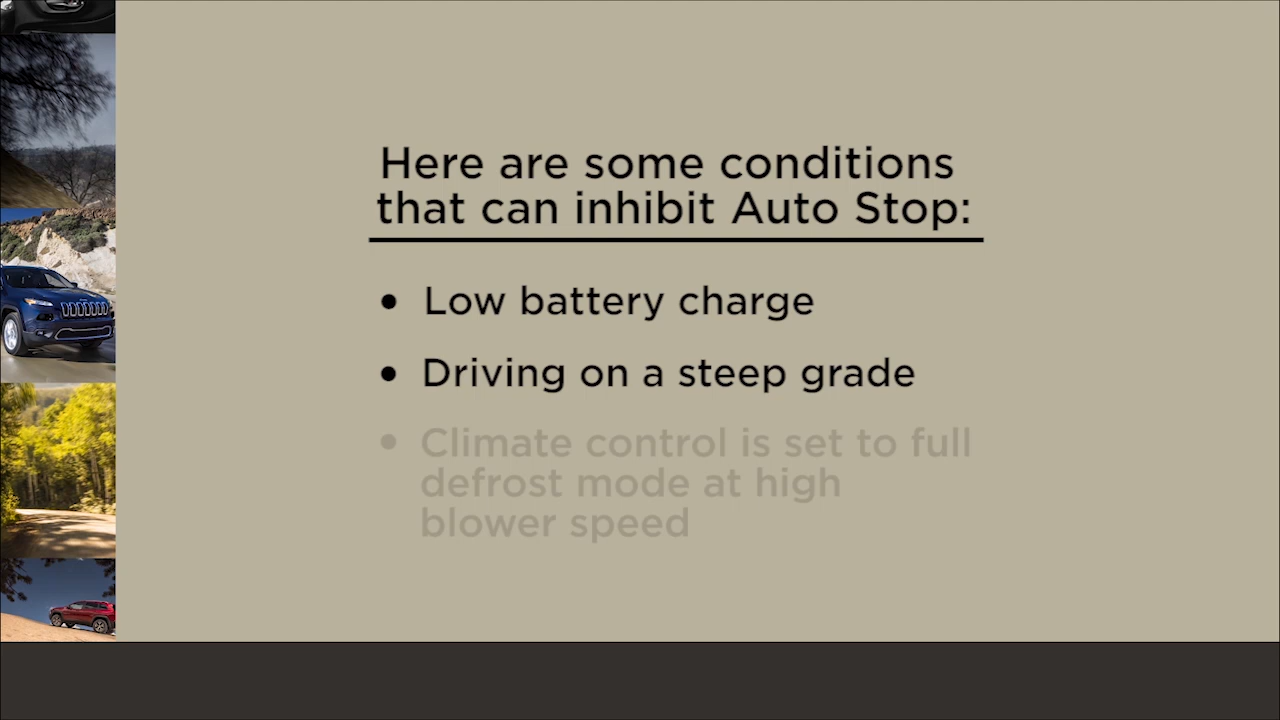 Here are some conditions
that can inhibit Auto Stop:
• Low battery charge
• Driving on a steep grade
• Climate control is set to full
defrost mode at high
blower speed